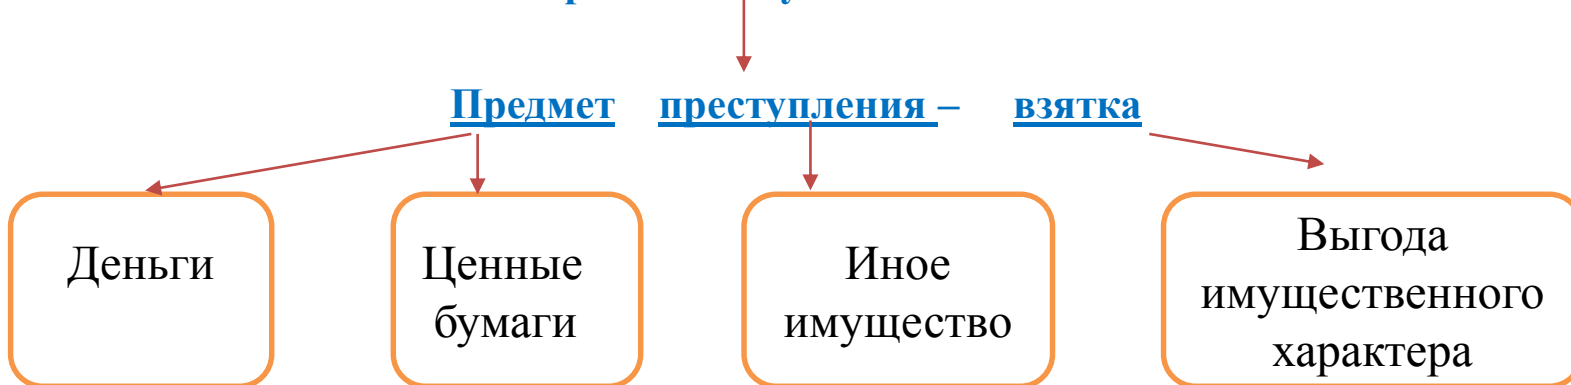 Предмет преступления – взятка
Деньги
Ценные
бумаги
Иное
имущество
Выгода
имущественного
характера